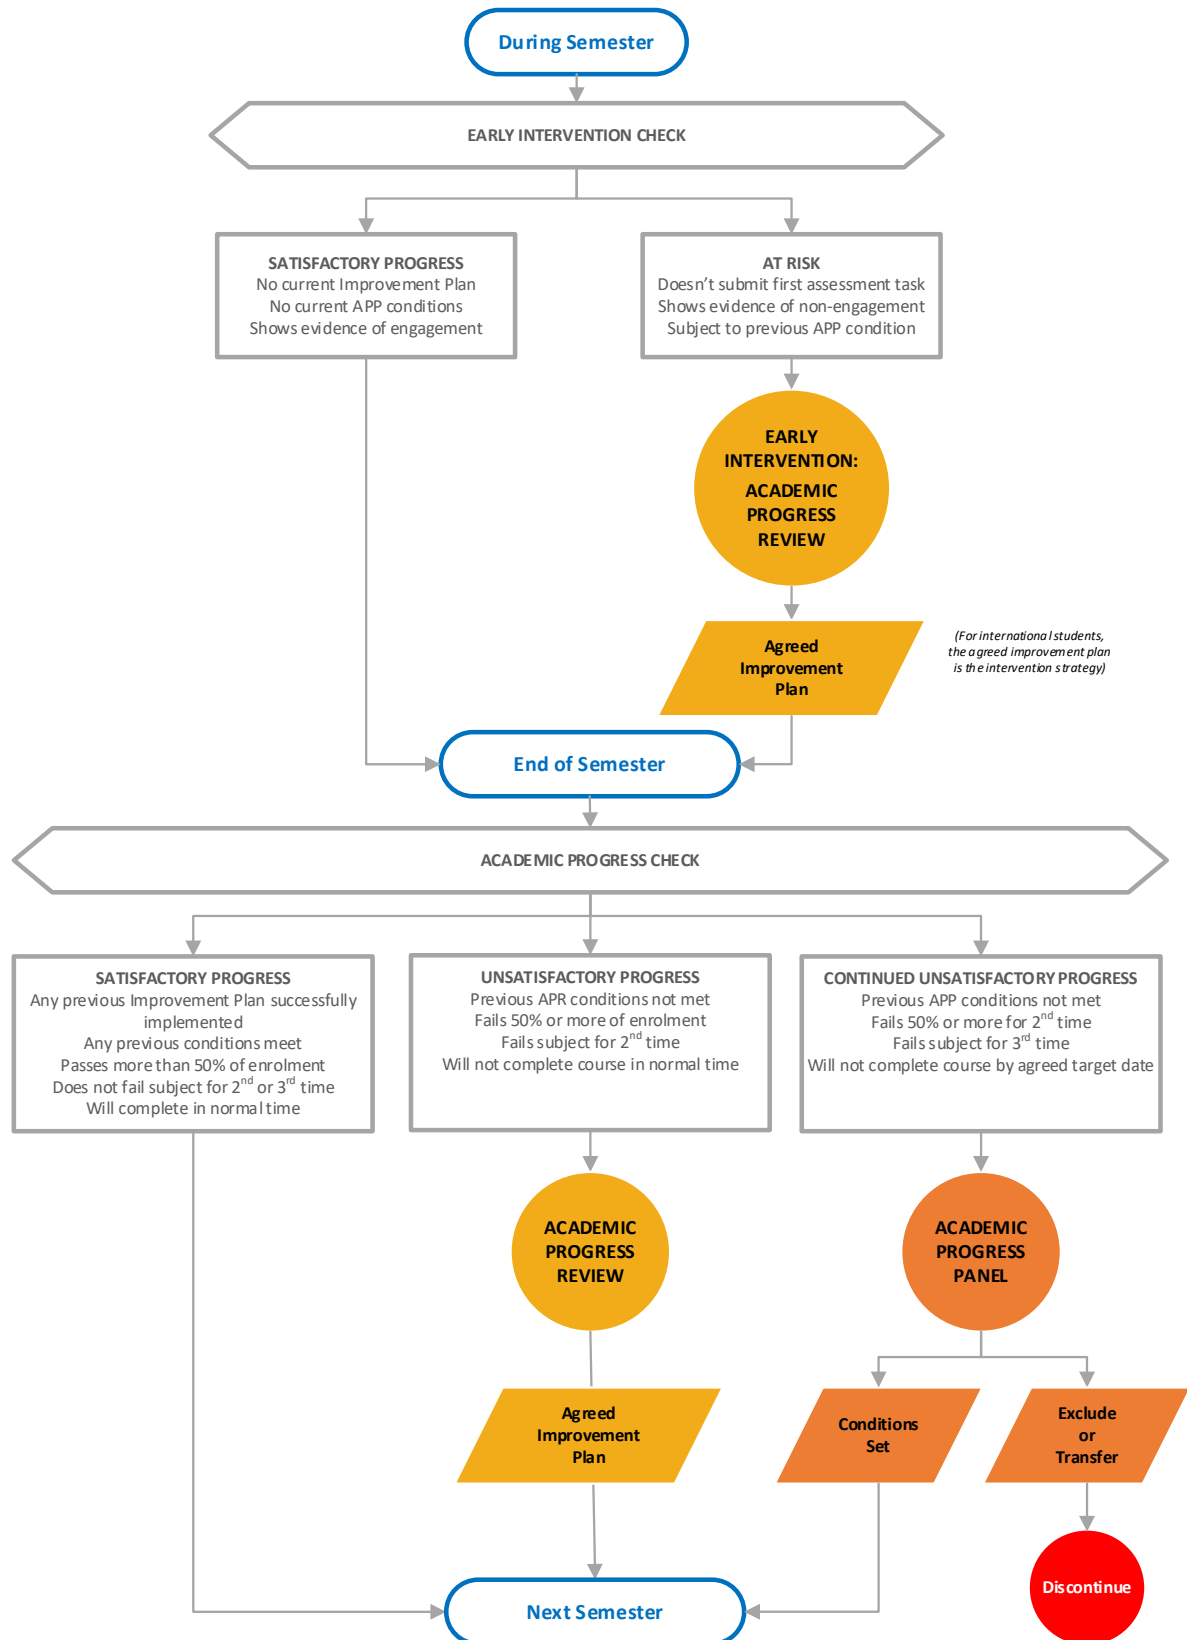 During Semester
EARLY INTERVENTION CHECK
SATISFACTORY PROGRESS
No current Improvement Plan
No current APP conditions
Shows evidence of engagement
AT RISK
Doesn't submit first assessment task
Shows evidence of non-engagement
Subject to previous APP condition
EARLY
INTERVENTION:
ACADEMIC
PROGRESS
REVIEW
Agreed
Improvement
Plan
(For international students,
the agreed improvement plan
is the intervention strategy)
End of Semester
ACADEMIC PROGRESS CHECK
SATISFACTORY PROGRESS
Any previous Improvement Plan successfully
implemented
Any previous conditions meet
Passes more than 50% of enrolment
Does not fail subject for 2nd or 3rd time
Will complete in normal time
UNSATISFACTORY PROGRESS
Previous APR conditions not met
Fails 50% or more of enrolment
Fails subject for 2nd time
Will not complete course in normal time
CONTINUED UNSATISFACTORY PROGRESS
Previous APP conditions not met
Fails 50% or more for 2nd time
Fails subject for 3rd time
Will not complete course by agreed target date
ACADEMIC
PROGRESS
REVIEW
ACADEMIC
PROGRESS
PANEL
Agreed
Improvement
Plan
Conditions
Set
Exclude
or
Transfer
Discontinue
Next Semester